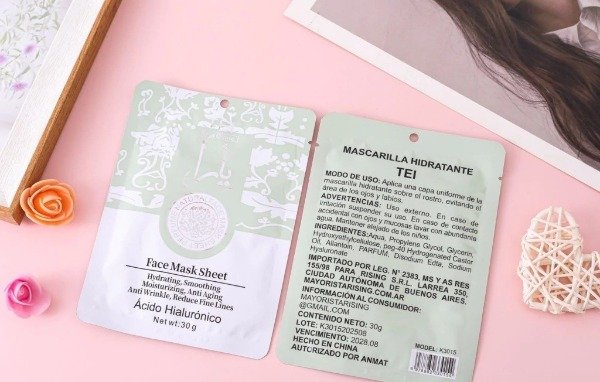 Face Mask Sheet
Hydrating, Smoothing
Moisturizing, Anti Aging
Anti Wrinkle, Reduce Fine Lines
Ácido Hialurónico
Net wt: 30 g
MASCARILLA HIDRATANTE
TEI
MODO DE USO: Aplica una capa uniforme de la
mascarilla hidratante sobre el rostro, evitando el
área de los ojos y labios.
ADVERTENCIAS: Uso externo. En caso de
irritación suspender su uso. En caso de contacto
accidental con ojos y mucosas lavar con abundante
agua. Mantener alejado de los niños.
INGREDIENTES:Aqua, Propylene Glycol, Glycerin,
Hydroxyethylcellulose, peg-40 Hydrogenated Castor
Oil, Allantoin, PARFUM, Disodium Edta, Sodium
Hyaluronate
IMPORTADO POR LEG. N° 2383, MS Y AS RES
155/98 PARA RISING S.R.L. LARREA 350,
CIUDAD AUTÓNOMA DE BUENOS AIRES,
MAYORISTARISING.COM.AR
INFORMACIÓN AL CONSUMIDOR:
MAYORISTARISING
@GMAIL.COM
CONTENIDO NETO: 30g
LOTE: K3015202508
VENCIMIENTO: 2028.08
HECHO EN CHINA
AUTORIZADO POR ANMAT
MODEL: K3015